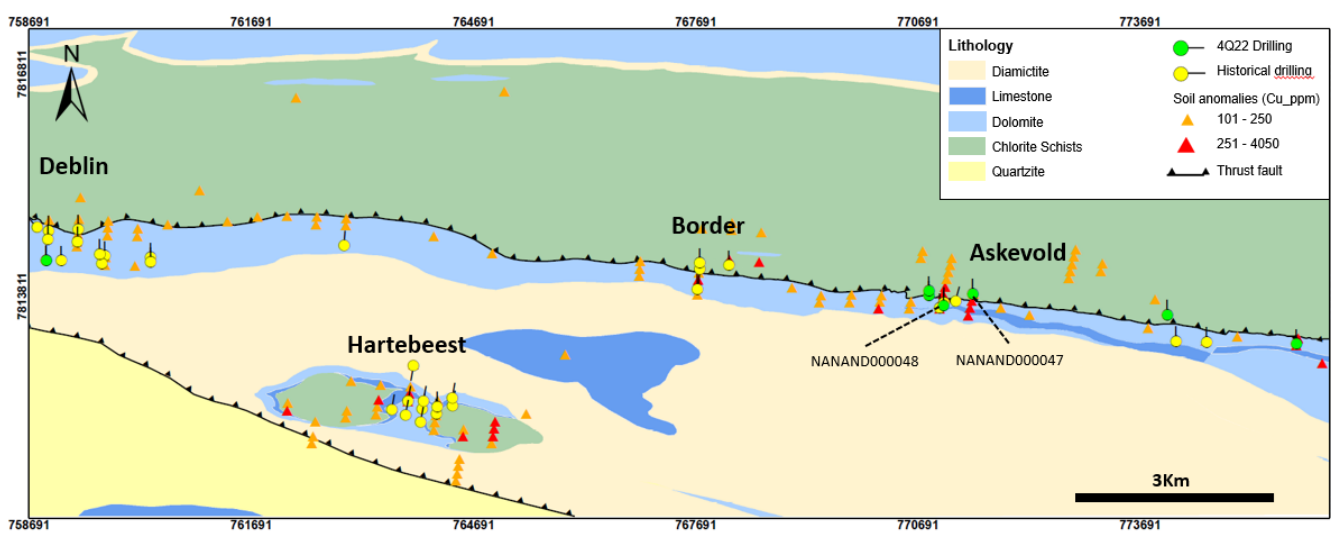 758691 761691 764691 767691 770691 773691
7816811
N
Lithology
Diamictite
Limestone
Dolomite
Chlorite Schists
Quartzite
4Q22 Drilling
Historical drilling
Soil anomalies (Cu_ppm)
101 - 250
251 - 4050
Thrust fault
Deblin
Border
Askevold
7813811
Hartebeest
NANAND000048
NANAND000047
3Km
758691 761691 764691 767691 770691 773691